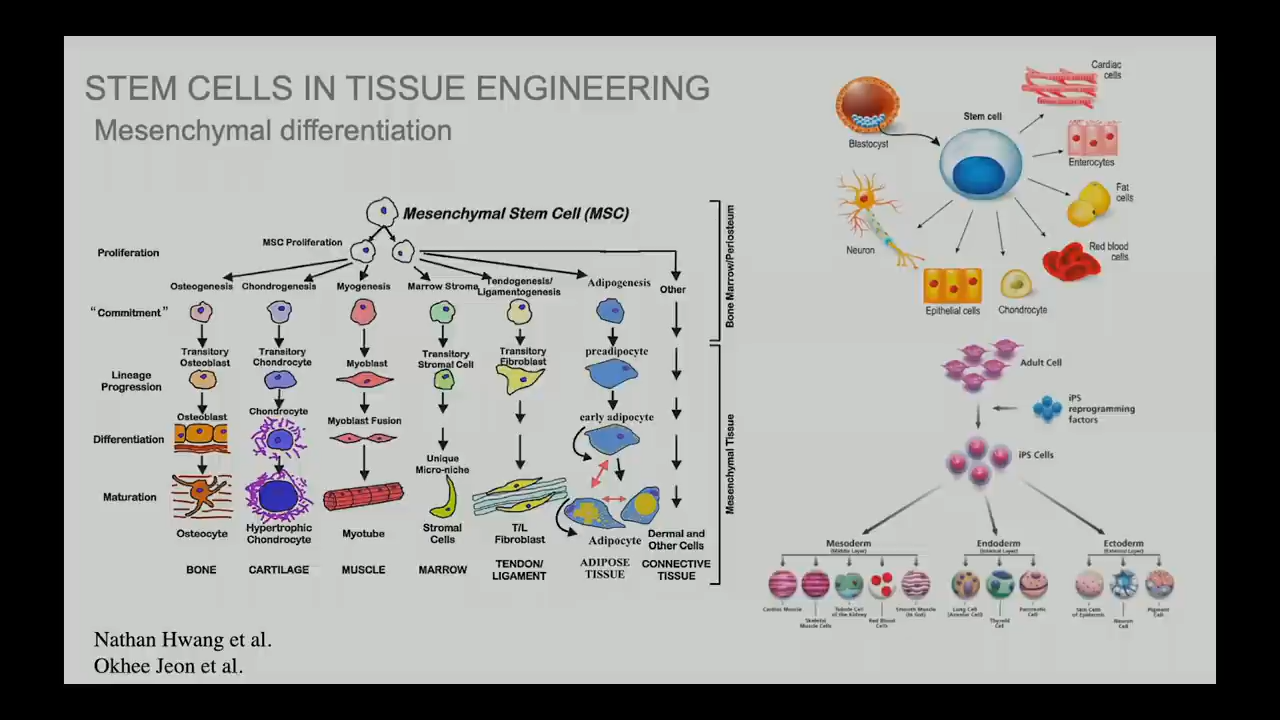 STEM CELLS IN TISSUE ENGINEERING
Mesenchymal differentiation
Mesenchymal Stem Cell (MSC)
Proliferation
MSC Proliferation
Osteogenesis
Chondrogenesis
Myogenesis
Marrow Stroma
Tendogenesis/
Ligamentogenesis
Adipogenesis
Other
"Commitment"
Transitory
Osteoblast
Transitory
Chondrocyte
Myoblast
Transitory
Stromal Cell
Transitory
Fibroblast
preadipocyte
Lineage
Progression
Osteoblast
Chondrocyte
Myoblast Fusion
early adipocyte
Differentiation
Unique
Micro-niche
Maturation
Osteocyte
Hypertrophic
Chondrocyte
Myotube
Stromal
Cells
T/L
Fibroblast
Adipocyte
Dermal and
Other Cells
BONE
CARTILAGE
MUSCLE
MARROW
TENDON/
LIGAMENT
ADIPOSE
TISSUE
CONNECTIVE
TISSUE
Bone Marrow/Periosteum
Mesenchymal Tissue
Nathan Hwang et al.
Okhee Jeon et al.
Blastocyst
Stem cell
Cardiac
cells
Enterocytes
Fat
cells
Red blood
cells
Chondrocyte
Epithelial cells
Neuron
Adult Cell
iPS
reprogramming
factors
iPS Cells
Mesoderm
(Middle Layer)
Endoderm
(Internal Layer)
Ectoderm
(External Layer)
Cardiac Muscle
Skeletal
Muscle Cells
Tubule Cell
of the Kidney
Red Blood
Cells
Smooth Muscle
(in Gut)
Lung Cell
(Alveolar Cell)
Thyroid
Cell
Pancreatic
Cell
Skin Cells
of Epidermis
Neuron
Cell
Pigment
Cell